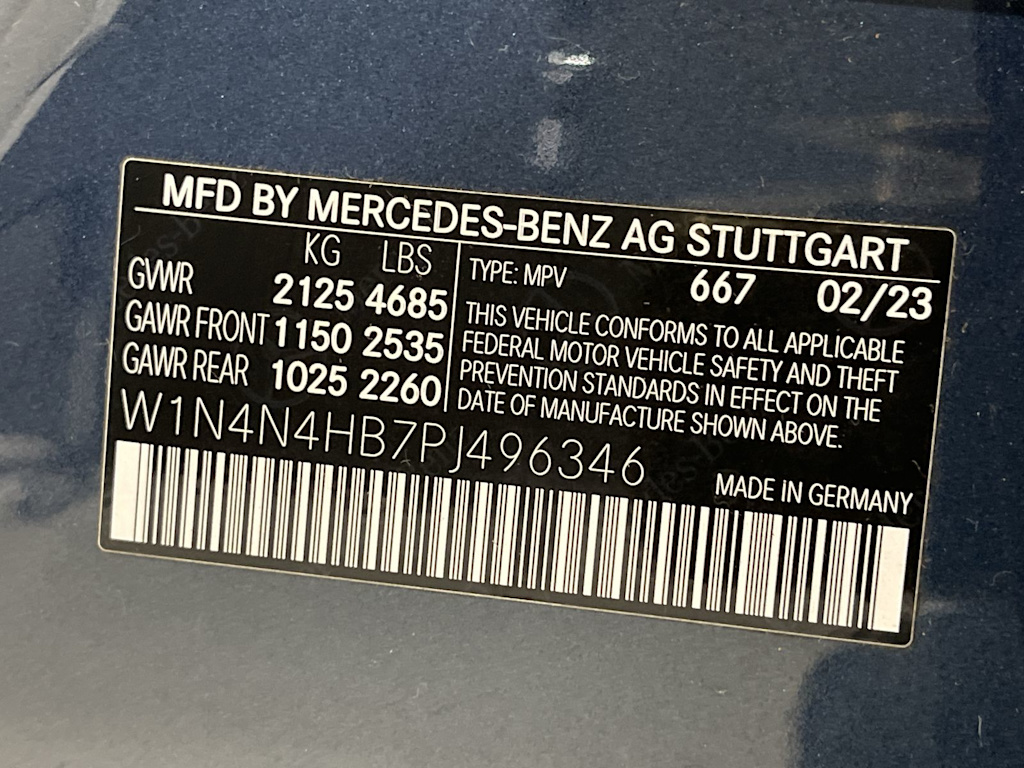 MFD BY MERCEDES-BENZ AG STUTTGART
KG LBS
GVWR 2125 4685
GAWR FRONT 1150 2535
GAWR REAR 1025 2260
TYPE: MPV 667 02/23
THIS VEHICLE CONFORMS TO ALL APPLICABLE
FEDERAL MOTOR VEHICLE SAFETY AND THEFT
PREVENTION STANDARDS IN EFFECT ON THE
DATE OF MANUFACTURE SHOWN ABOVE.
W1N4N4HB7PJ496346
MADE IN GERMANY